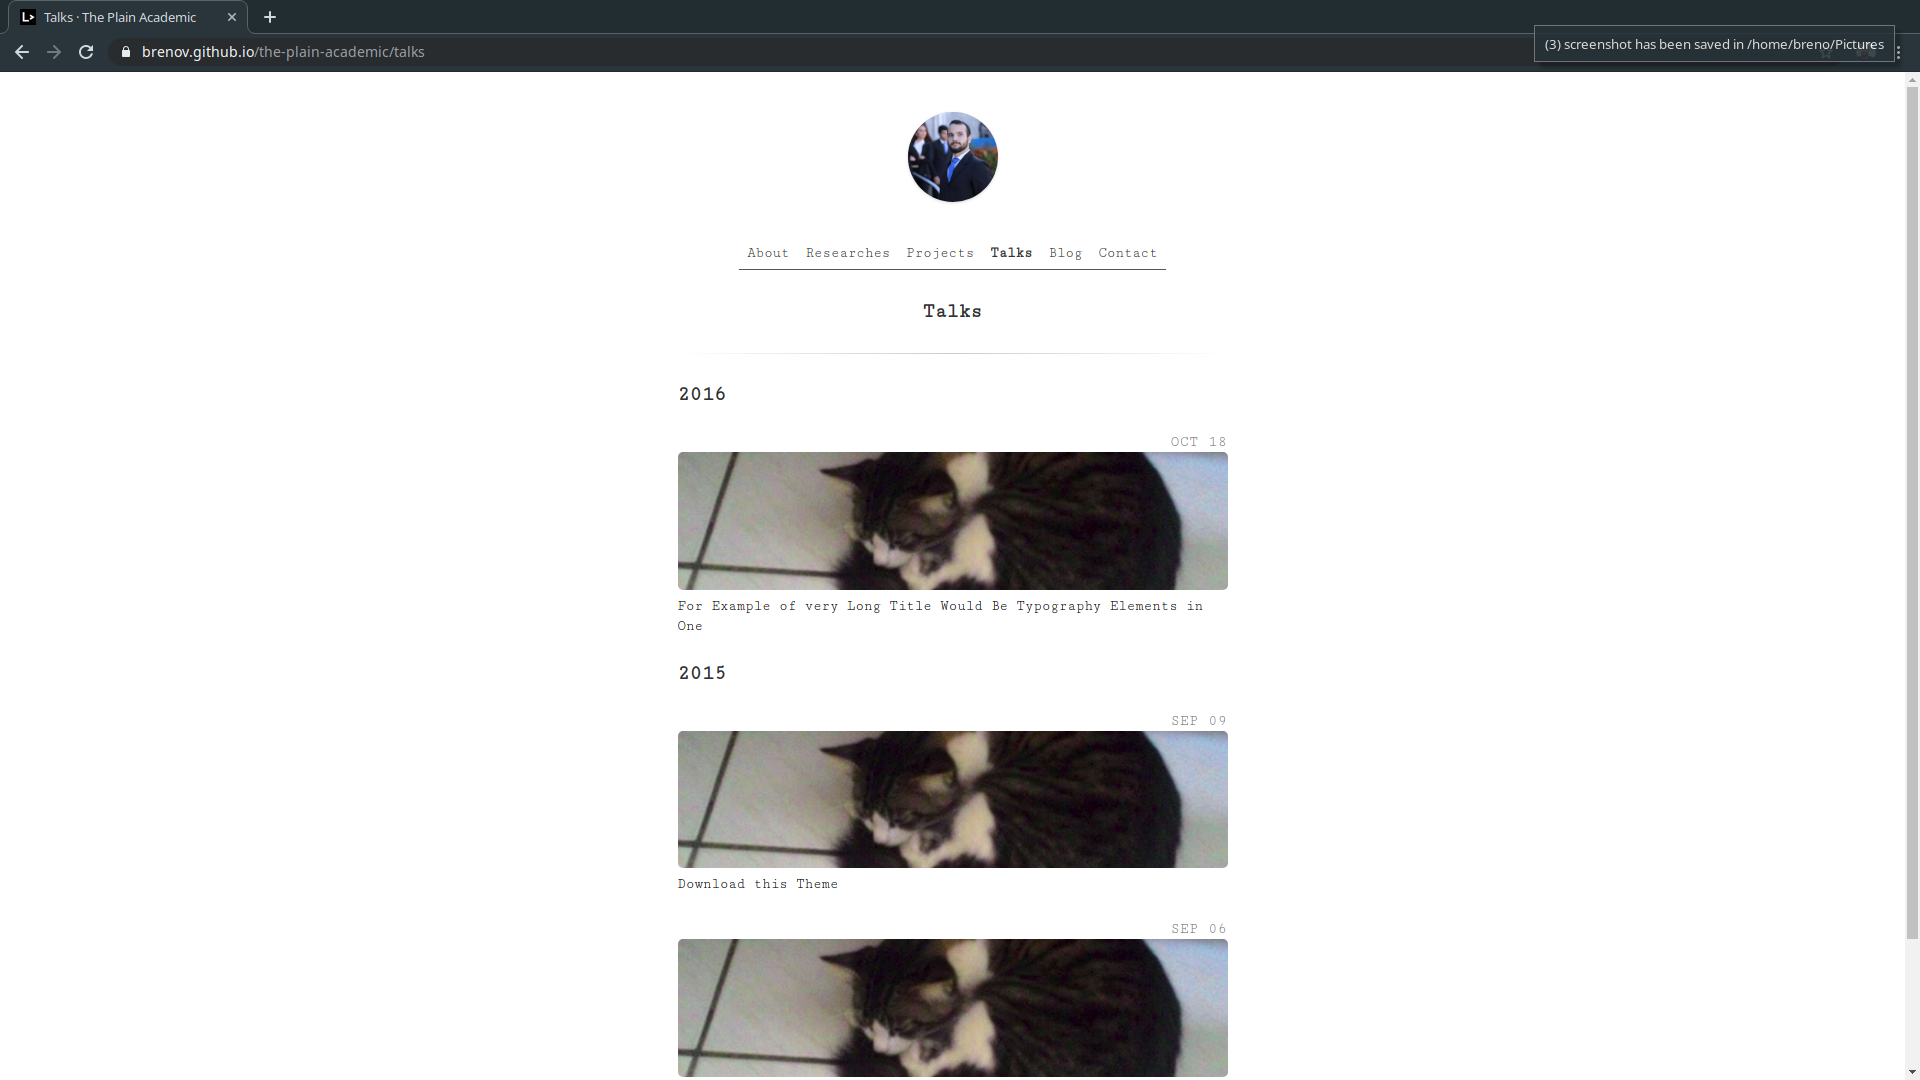 Talks · The Plain Academic
brenov.github.io/the-plain-academic/talks
(3) screenshot has been saved in /home/breno/Pictures
About Researches Projects Talks Blog Contact
Talks
2016
OCT 18
For Example of very Long Title Would Be Typography Elements in
One
2015
SEP 09
Download this Theme
SEP 06